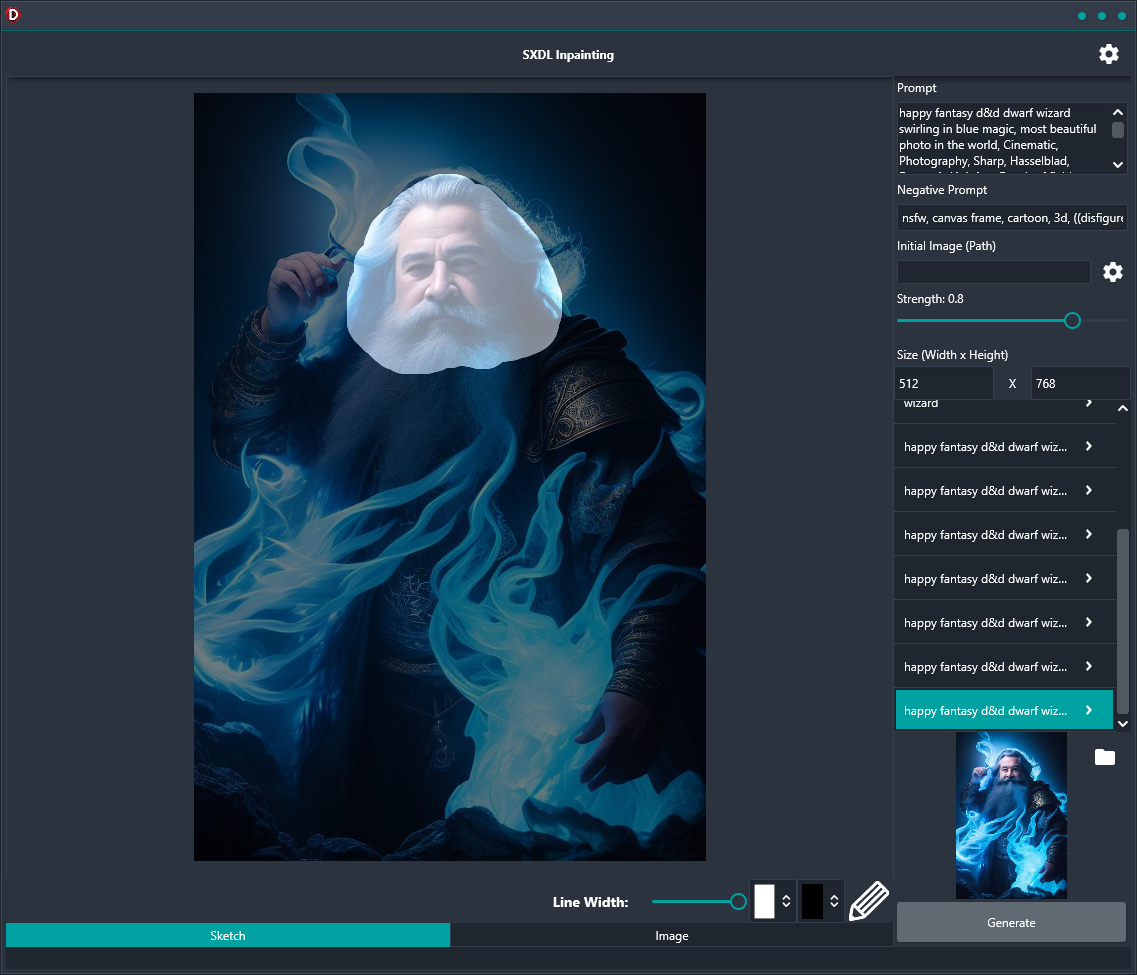 D
SXDL Inpainting
Prompt
happy fantasy d&d dwarf wizard
swirling in blue magic, most beautiful
photo in the world, Cinematic,
Photography, Sharp, Hasselblad,
Negative Prompt
nsfw, canvas frame, cartoon, 3d, ((disfigure
Initial Image (Path)
Strength: 0.8
Size (Width x Height)
512 X 768
wizard
happy fantasy d&d dwarf wiz...
happy fantasy d&d dwarf wiz...
happy fantasy d&d dwarf wiz...
happy fantasy d&d dwarf wiz...
happy fantasy d&d dwarf wiz...
happy fantasy d&d dwarf wiz...
happy fantasy d&d dwarf wiz...
Line Width:
Generate
Sketch
Image